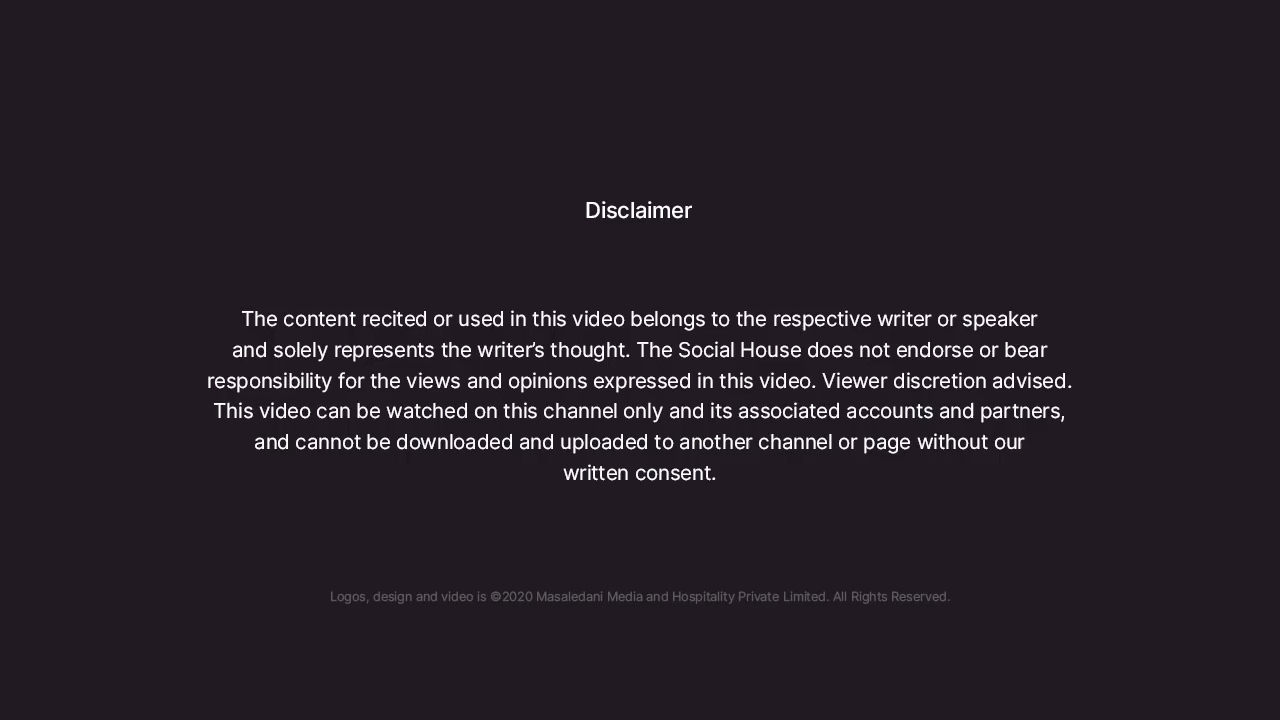 Disclaimer
The content recited or used in this video belongs to the respective writer or speaker
and solely represents the writer’s thought. The Social House does not endorse or bear
responsibility for the views and opinions expressed in this video. Viewer discretion advised.
This video can be watched on this channel only and its associated accounts and partners,
and cannot be downloaded and uploaded to another channel or page without our
written consent.
Logos, design and video is ©2020 Masaledani Media and Hospitality Private Limited. All Rights Reserved.